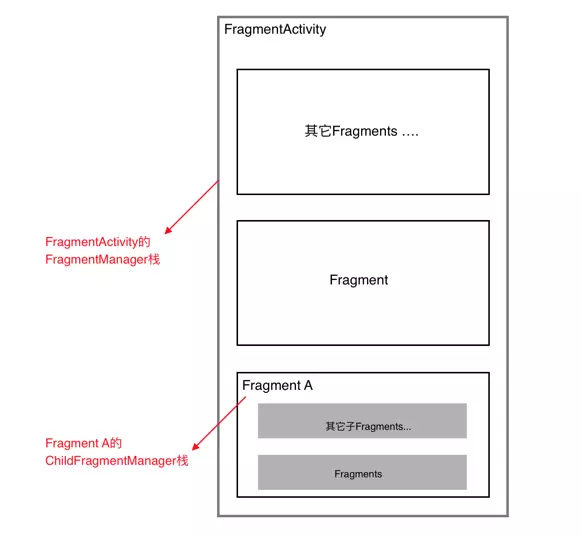 FragmentActivity
其它Fragments ….
FragmentActivity的
FragmentManager栈
Fragment
Fragment A
其它子Fragments...
Fragment A的
ChildFragmentManager栈
Fragments